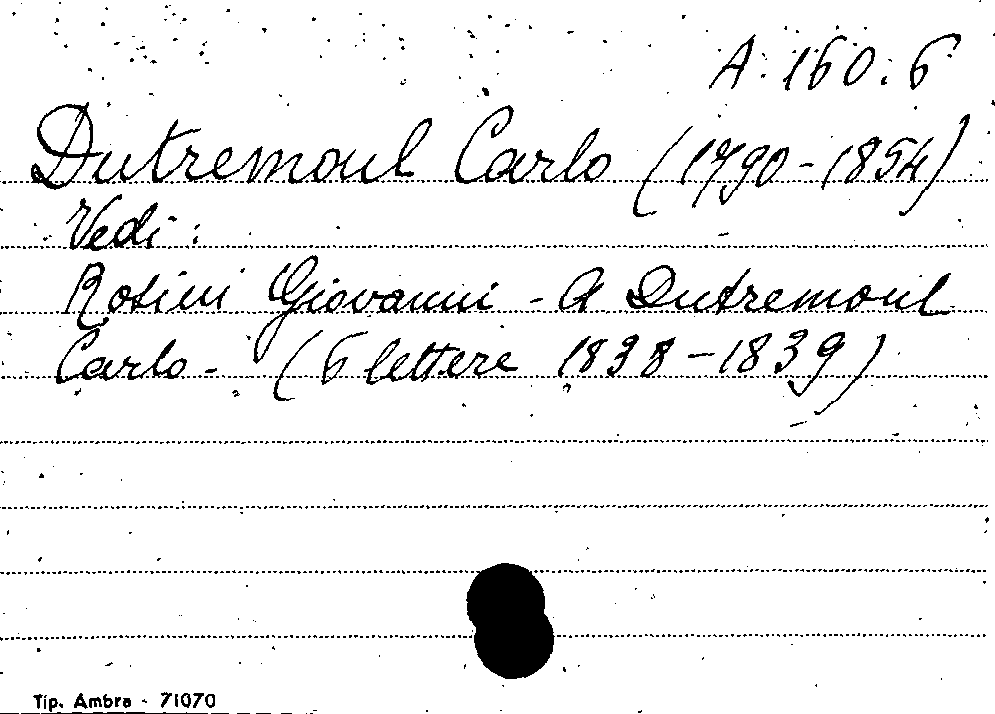 A. 160.6
Dutremoul Carlo (1790-1854)
Vedi:
Rosini Giovanni - A Dutremoul
Carlo - (6 lettere 1838-1839)
Tip. Ambra - 71070